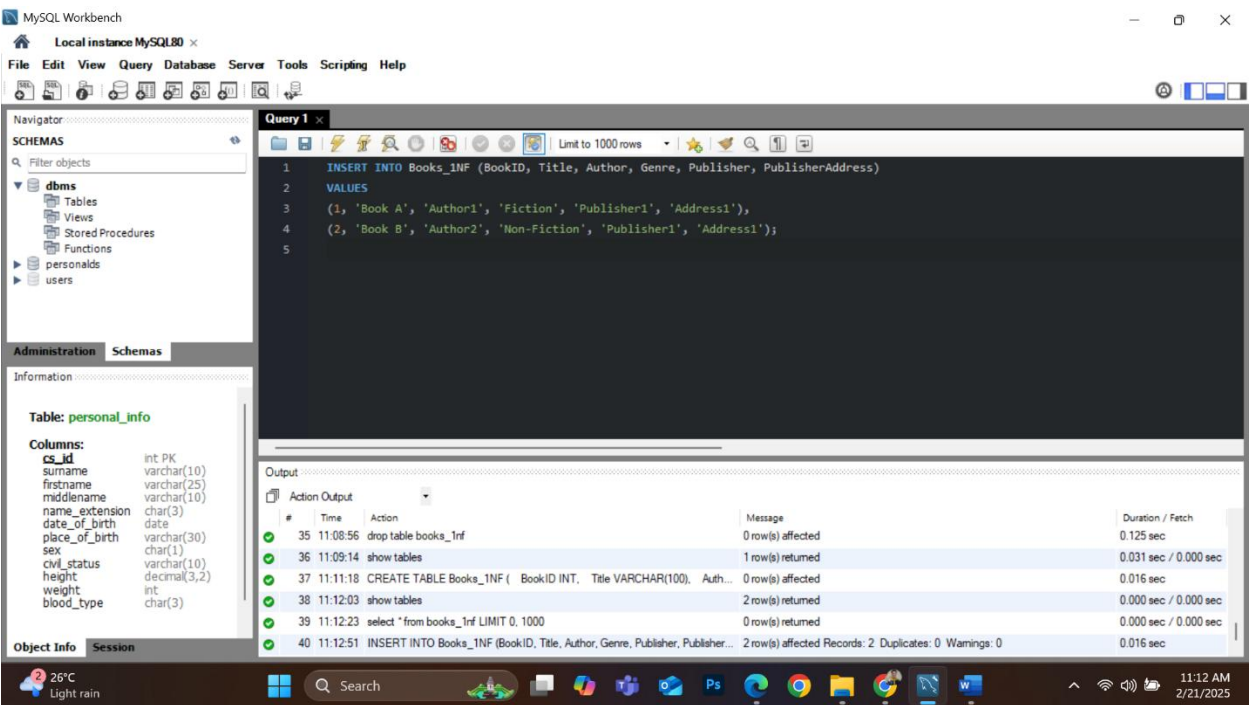 MySQL Workbench
Local instance MySQL80 ×
File Edit View Query Database Server Tools Scripting Help
Navigator
SCHEMAS
Filter objects
dbms
Tables
Views
Stored Procedures
Functions
personalds
users
Administration Schemas
Information
Table: personal_info
Columns:
cs_id int PK
surname varchar(10)
firstname varchar(25)
middlename varchar(10)
name_extension char(3)
date_of_birth date
place_of_birth varchar(30)
sex char(1)
civil_status varchar(10)
height decimal(3,2)
weight int
blood_type char(3)
Object Info Session
Query 1 ×
Limit to 1000 rows
1 INSERT INTO Books_1NF (BookID, Title, Author, Genre, Publisher, PublisherAddress)
2 VALUES
3 (1, 'Book A', 'Author1', 'Fiction', 'Publisher1', 'Address1'),
4 (2, 'Book B', 'Author2', 'Non-Fiction', 'Publisher1', 'Address1');
5
Output
Action Output
# Time Action Message Duration / Fetch
35 11:08:56 drop table books_1nf 0 row(s) affected 0.125 sec
36 11:09:14 show tables 1 row(s) returned 0.031 sec / 0.000 sec
37 11:11:18 CREATE TABLE Books_1NF ( BookID INT, Title VARCHAR(100), Auth... 0 row(s) affected 0.016 sec
38 11:12:03 show tables 2 row(s) returned 0.000 sec / 0.000 sec
39 11:12:23 select * from books_1nf LIMIT 0, 1000 0 row(s) returned 0.000 sec / 0.000 sec
40 11:12:51 INSERT INTO Books_1NF (BookID, Title, Author, Genre, Publisher, Publisher... 2 row(s) affected Records: 2 Duplicates: 0 Warnings: 0 0.016 sec
2 26°C
Light rain
Search
Ps
W
11:12 AM
2/21/2025